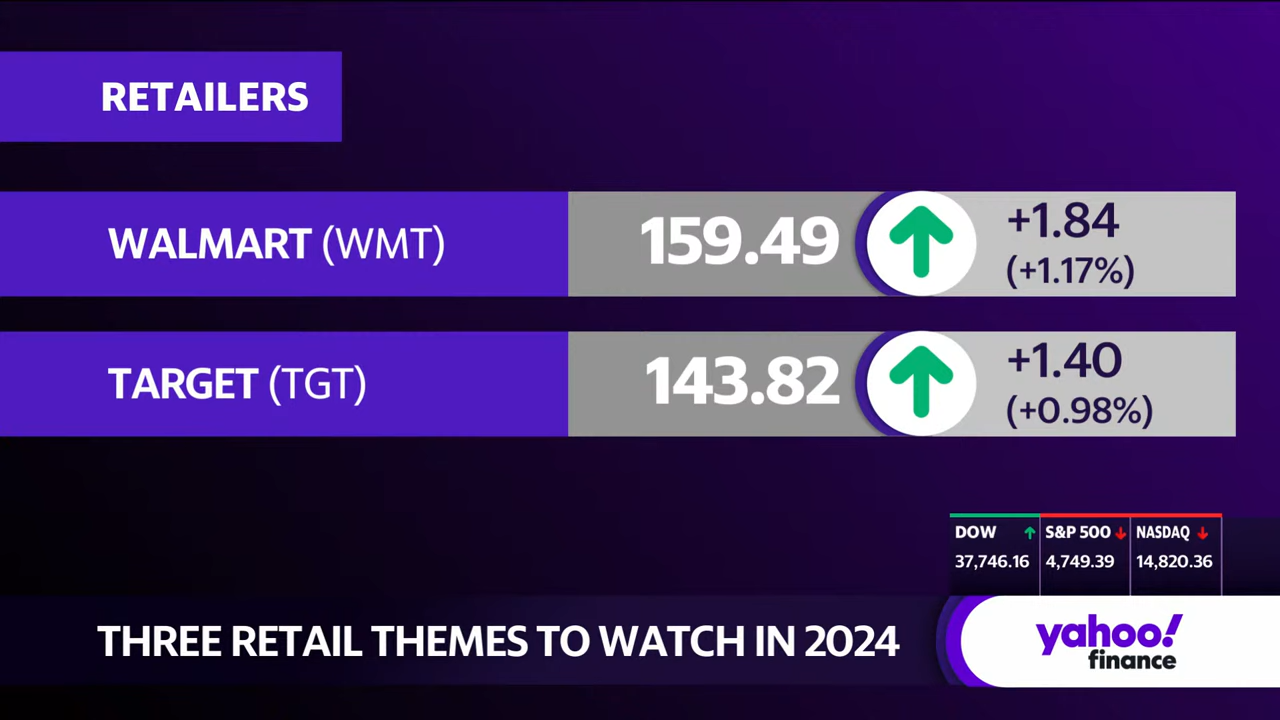 RETAILERS
WALMART (WMT)
159.49
+1.84
(+1.17%)
TARGET (TGT)
143.82
+1.40
(+0.98%)
DOW
37,746.16
S&P 500
4,749.39
NASDAQ
14,820.36
THREE RETAIL THEMES TO WATCH IN 2024
yahoo!
finance